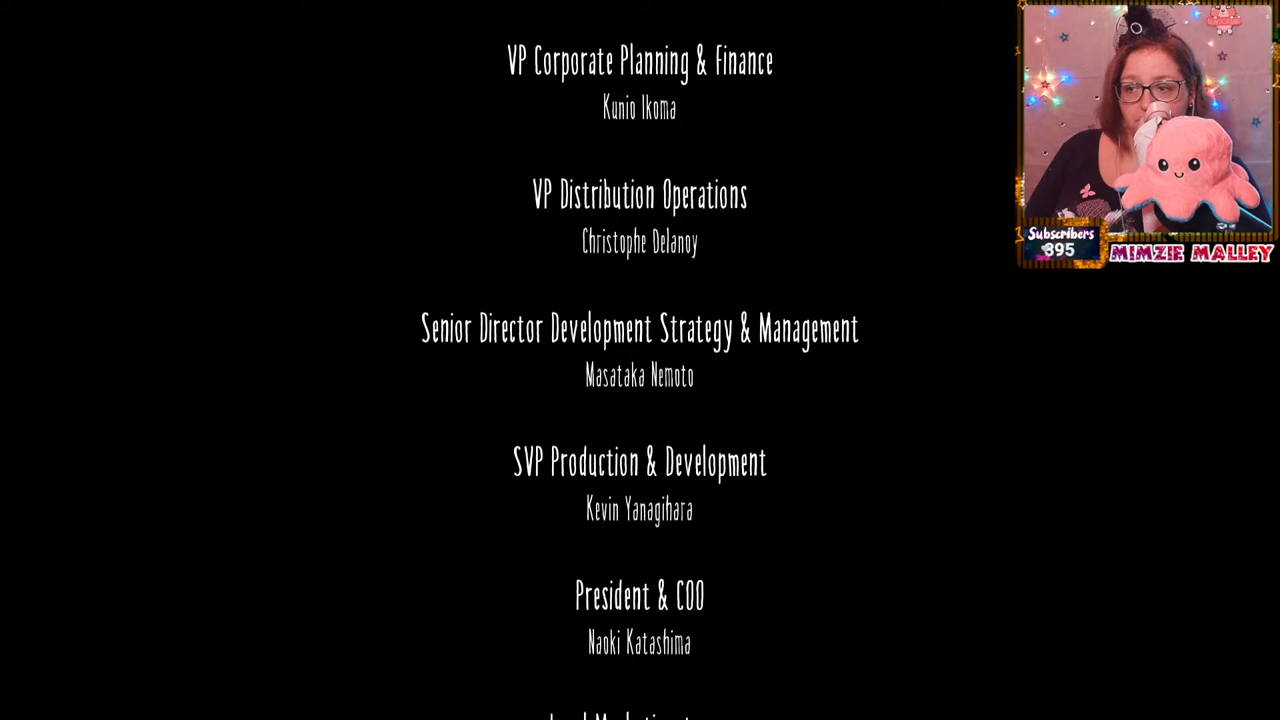 VP Corporate Planning & Finance
Kunio Ikoma
VP Distribution Operations
Christophe Delanoy
Senior Director Development Strategy & Management
Masataka Nemoto
SVP Production & Development
Kevin Yanagihara
President & COO
Naoki Katashima
Subscribers
395
MIMZIE MALLEY